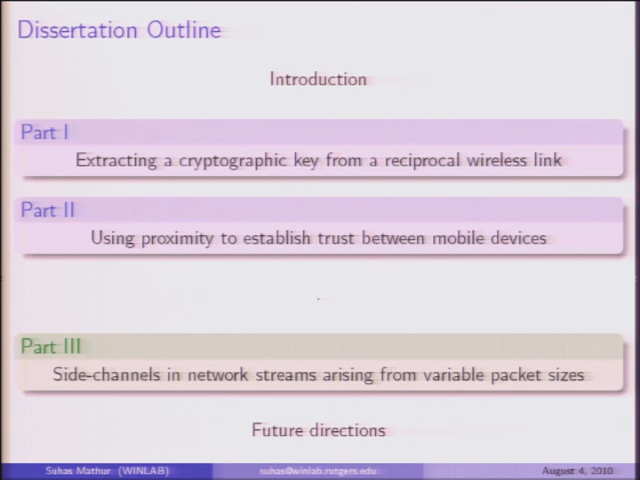 Dissertation Outline
Introduction
Part I
Extracting a cryptographic key from a reciprocal wireless link
Part II
Using proximity to establish trust between mobile devices
Part III
Side-channels in network streams arising from variable packet sizes
Future directions
Suhas Mathur (WINLAB) suhas@winlab.rutgers.edu August 4, 2010